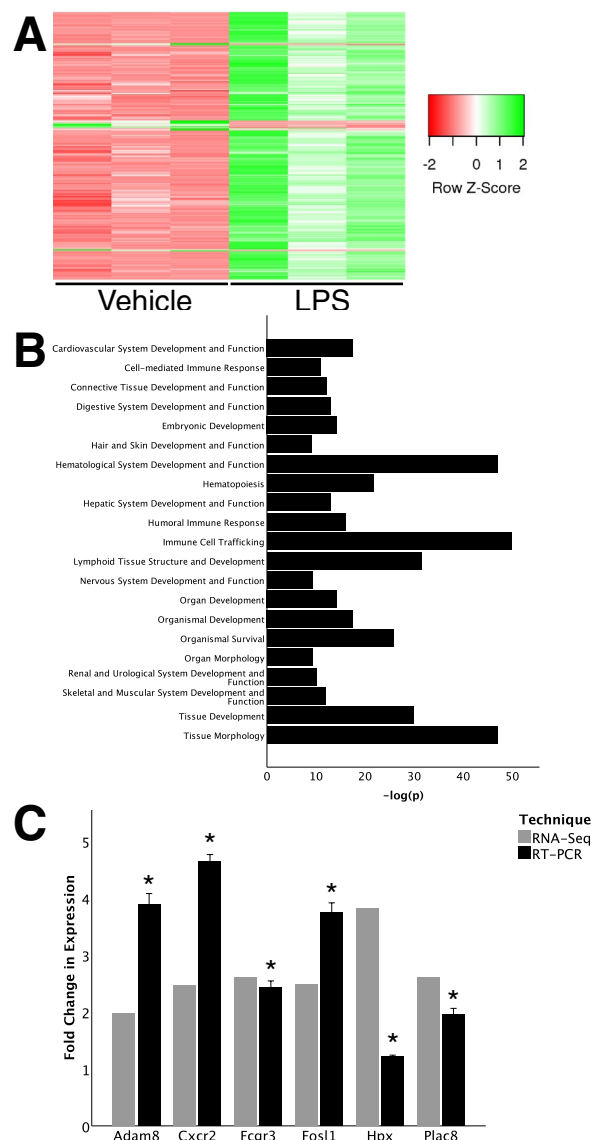 A
-2 0 1 2
Row Z-Score
Vehicle LPS
B
Cardiovascular System Development and Function
Cell-mediated Immune Response
Connective Tissue Development and Function
Digestive System Development and Function
Embryonic Development
Hair and Skin Development and Function
Hematological System Development and Function
Hematopoiesis
Hepatic System Development and Function
Humoral Immune Response
Immune Cell Trafficking
Lymphoid Tissue Structure and Development
Nervous System Development and Function
Organ Development
Organismal Development
Organismal Survival
Organ Morphology
Renal and Urological System Development and
Function
Skeletal and Muscular System Development and
Function
Tissue Development
Tissue Morphology
0 10 20 30 40 50
-log(p)
C
Technique
RNA-Seq
RT-PCR
Fold Change in Expression
5
4
3
2
1
0
* * * * * *
Adam8 Cxcr2 Fcgr3 Fosl1 Hpx Plac8